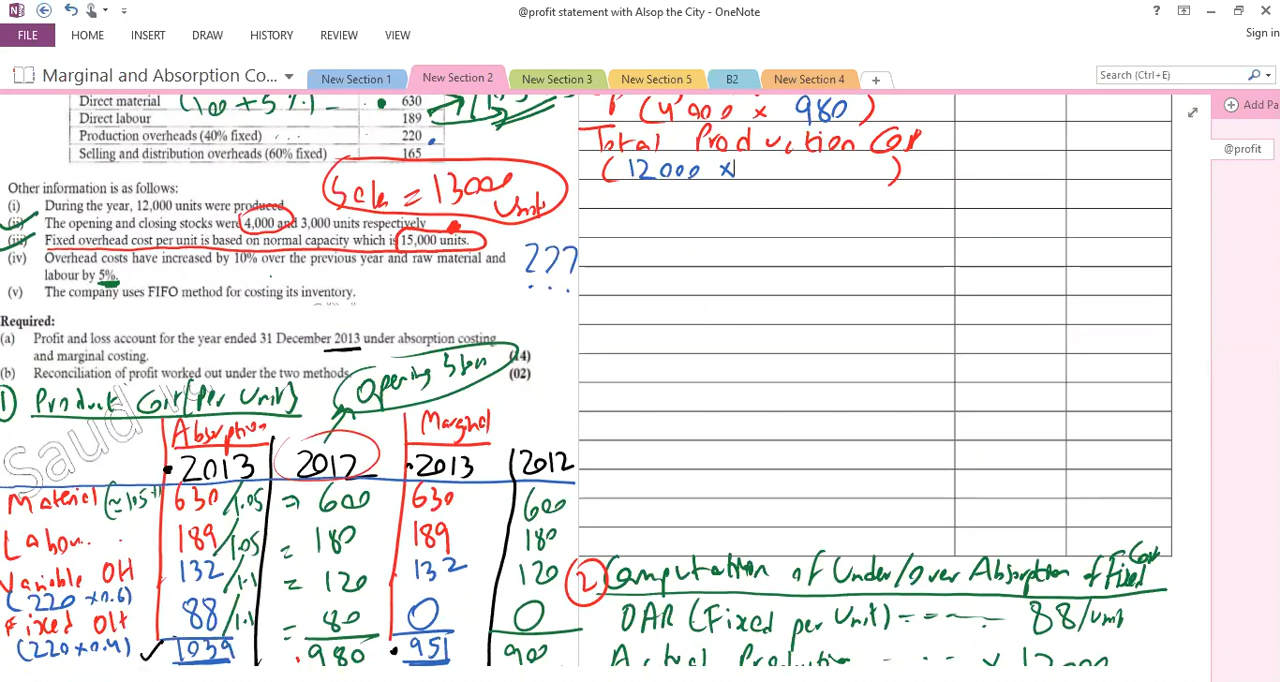 @profit statement with Alsop the City - OneNote
Sign in
FILE HOME INSERT DRAW HISTORY REVIEW VIEW
Marginal and Absorption Co... New Section 1 New Section 2 New Section 3 New Section 5 B2 New Section 4 Search (Ctrl+E)
Add Pa
@profit
Direct material (100 + 5%) 630
Direct labour 189
Production overheads (40% fixed) 220
Selling and distribution overheads (60% fixed) 165
Sale = 13000 units
Other information is as follows:
(i) During the year, 12,000 units were produced
(ii) The opening and closing stocks were 4,000 and 3,000 units respectively
(iii) Fixed overhead cost per unit is based on normal capacity which is 15,000 units.
(iv) Overhead costs have increased by 10% over the previous year and raw material and
labour by 5%.
???
(v) The company uses FIFO method for costing its inventory.
Required:
(a) Profit and loss account for the year ended 31 December 2013 under absorption costing
and marginal costing. (14)
(b) Reconciliation of profit worked out under the two methods (02)
1) Product Cost (Per Unit)
Opening
Absorption Marginal
2013 2012 2013 2012
Material 630 /1.05 = 600 630 600
Labour 189 /1.05 = 180 189 180
Variable OH 132 /1.1 = 120 132 120
(220 x 0.6)
Fixed OH 88 /1.1 = 80 0 0
(220 x 0.4) 1039 980 951 900
(4'000 x 980)
Total Production Cost
(12000 x )
2 Computation of Under/over Absorption of Fixed Cost
OAR (Fixed per Unit) 88/unit
Actual Production x 12000